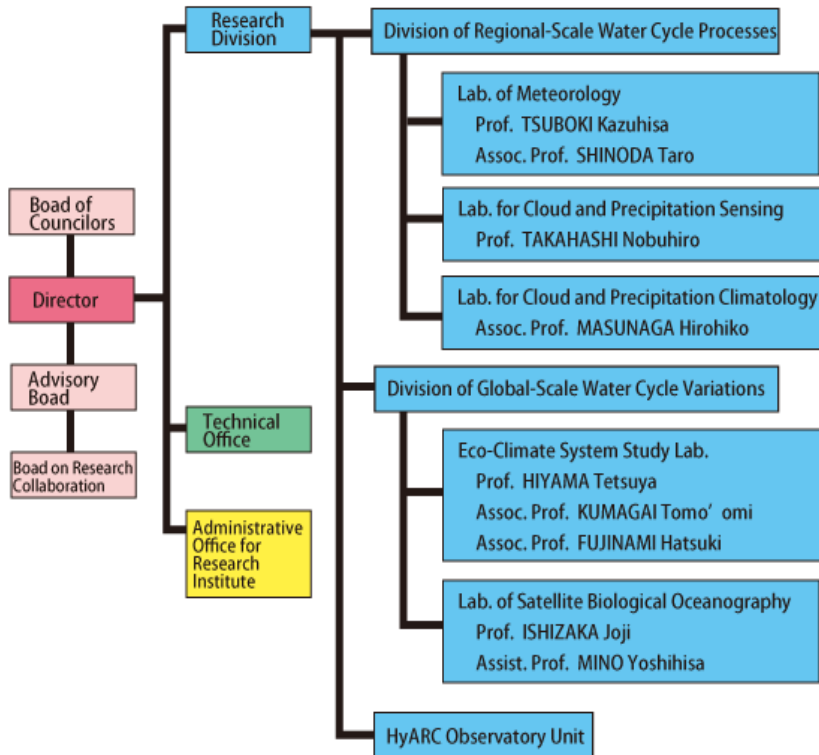 Research
Division
Division of Regional-Scale Water Cycle Processes
Lab. of Meteorology
Prof. TSUBOKI Kazuhisa
Assoc. Prof. SHINODA Taro
Lab. for Cloud and Precipitation Sensing
Prof. TAKAHASHI Nobuhiro
Lab. for Cloud and Precipitation Climatology
Assoc. Prof. MASUNAGA Hirohiko
Boad of
Councilors
Director
Advisory
Boad
Boad on Research
Collaboration
Technical
Office
Administrative
Office for
Research
Institute
Division of Global-Scale Water Cycle Variations
Eco-Climate System Study Lab.
Prof. HIYAMA Tetsuya
Assoc. Prof. KUMAGAI Tomo’ omi
Assoc. Prof. FUJINAMI Hatsuki
Lab. of Satellite Biological Oceanography
Prof. ISHIZAKA Joji
Assist. Prof. MINO Yoshihisa
HyARC Observatory Unit